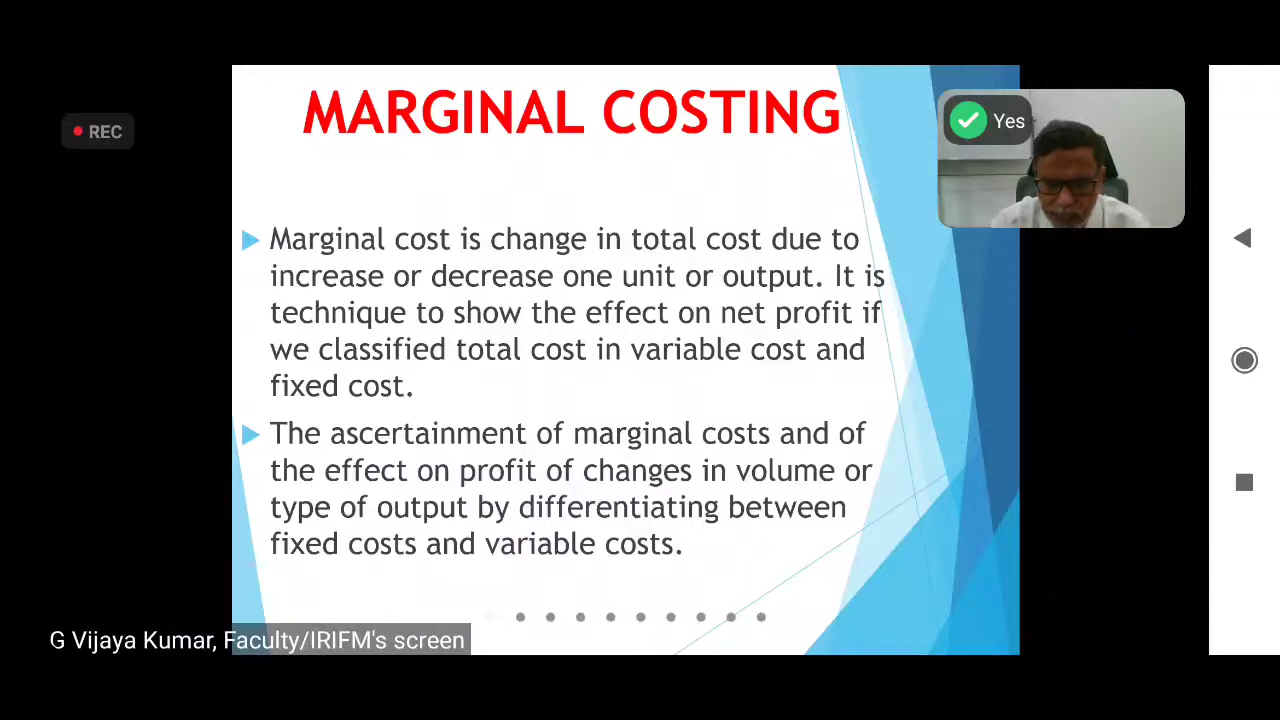 MARGINAL COSTING
REC
Yes
Marginal cost is change in total cost due to
increase or decrease one unit or output. It is
technique to show the effect on net profit if
we classified total cost in variable cost and
fixed cost.
The ascertainment of marginal costs and of
the effect on profit of changes in volume or
type of output by differentiating between
fixed costs and variable costs.
G Vijaya Kumar, Faculty/IRIFM's screen